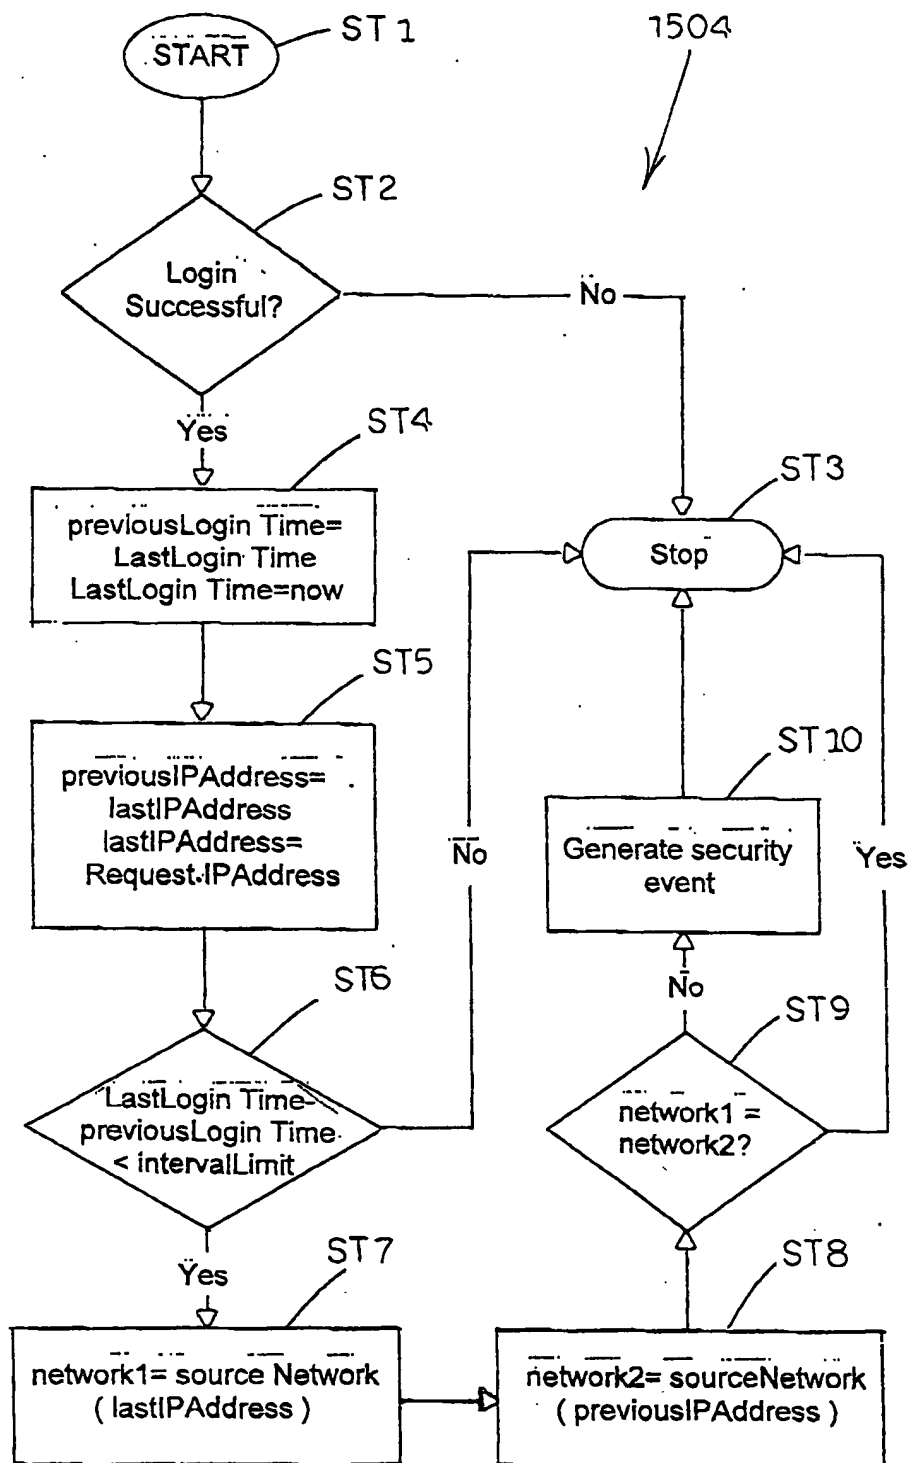 START
ST1
1504
ST2
Login
Successful?
No
Yes
ST4
previousLogin Time=
LastLogin Time
LastLogin Time=now
ST3
Stop
ST5
previousIPAddress=
lastIPAddress
lastIPAddress=
Request.IPAddress
No
ST10
Generate security
event
Yes
ST6
LastLogin Time-
previousLogin Time
< intervalLimit
No
ST9
network1 =
network2?
Yes
ST7
network1= source Network
( lastIPAddress )
ST8
network2= sourceNetwork
( previousIPAddress )